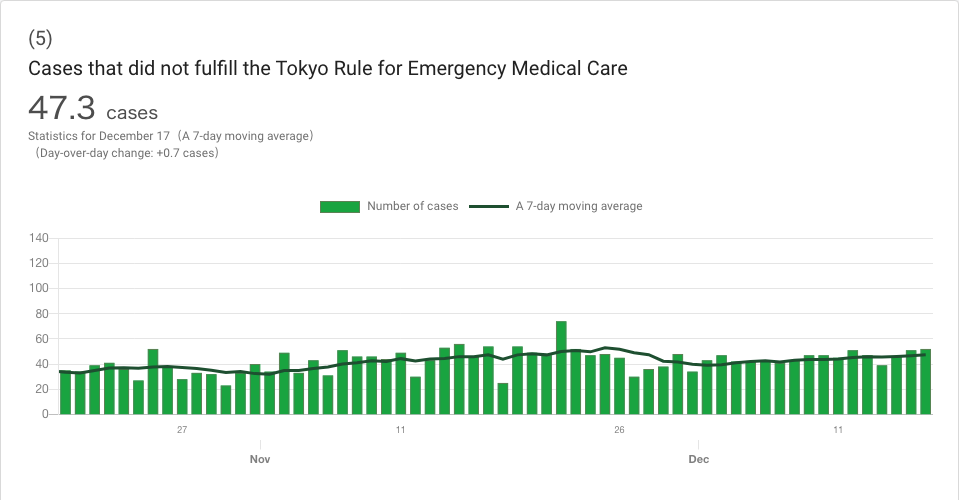 (5)
Cases that did not fulfill the Tokyo Rule for Emergency Medical Care
47.3 cases
Statistics for December 17（A 7-day moving average）
（Day-over-day change: +0.7 cases）
Number of cases A 7-day moving average
140
120
100
80
60
40
20
0
27 11 26 11
Nov Dec